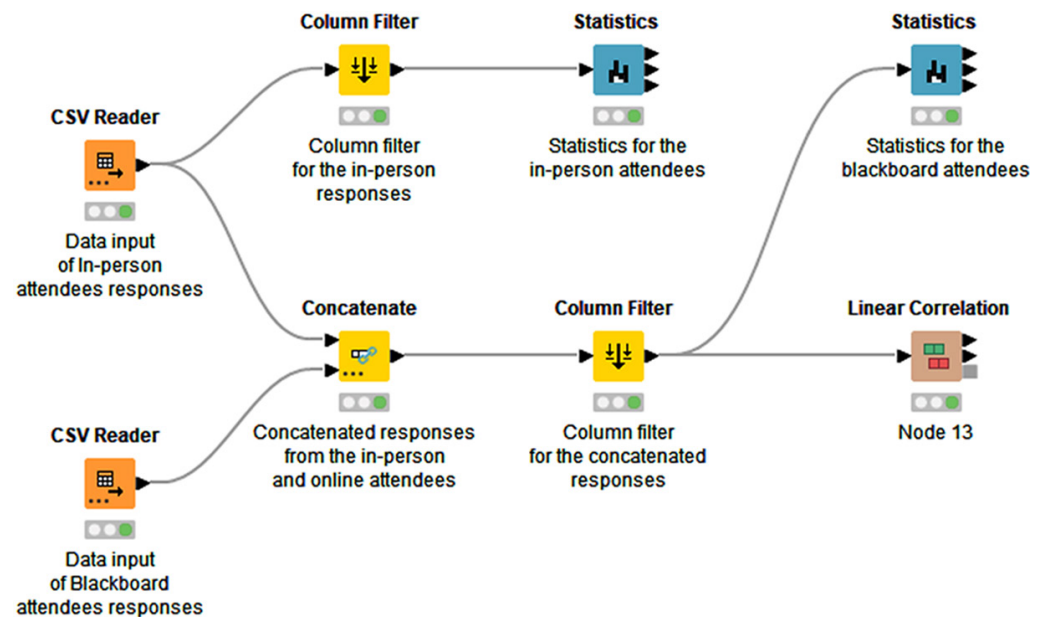 Column Filter
Column filter
for the in-person
responses
Statistics
Statistics for the
in-person attendees
Statistics
Statistics for the
blackboard attendees
CSV Reader
Data input
of In-person
attendees responses
Concatenate
Concatenated responses
from the in-person
and online attendees
Column Filter
Column filter
for the concatenated
responses
Linear Correlation
Node 13
CSV Reader
Data input
of Blackboard
attendees responses